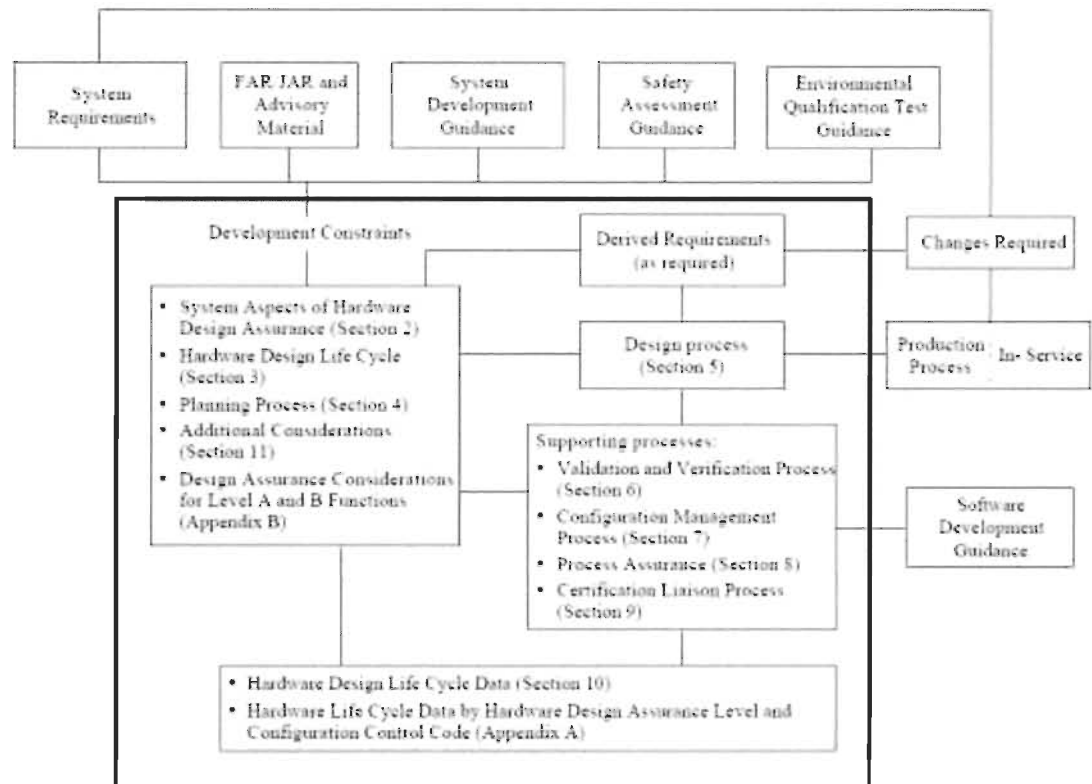 System
Requirements
FAR JAR and
Advisory
Material
System
Development
Guidance
Safety
Assessment
Guidance
Environmental
Qualification Test
Guidance
Development Constraints
Derived Requirements
(as required)
Changes Required
• System Aspects of Hardware
Design Assurance (Section 2)
• Hardware Design Life Cycle
(Section 3)
• Planning Process (Section 4)
• Additional Considerations
(Section 11)
• Design Assurance Considerations
for Level A and B Functions
(Appendix B)
Design process
(Section 5)
Production
Process
In- Service
Supporting processes:
• Validation and Verification Process
(Section 6)
• Configuration Management
Process (Section 7)
• Process Assurance (Section 8)
• Certification Liaison Process
(Section 9)
Software
Development
Guidance
• Hardware Design Life Cycle Data (Section 10)
• Hardware Life Cycle Data by Hardware Design Assurance Level and
Configuration Control Code (Appendix A)